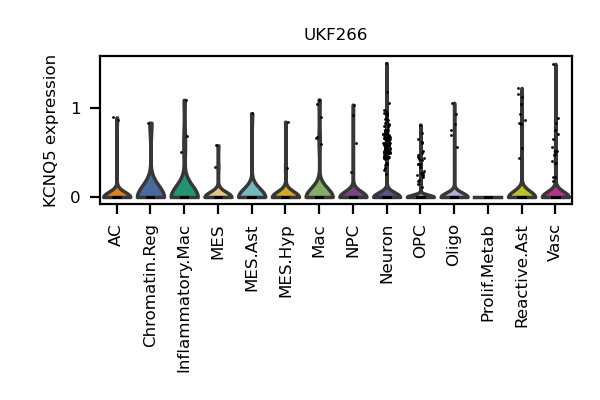 UKF266
KCNQ5 expression
1
0
AC
Chromatin.Reg
Inflammatory.Mac
MES
MES.Ast
MES.Hyp
Mac
NPC
Neuron
OPC
Oligo
Prolif.Metab
Reactive.Ast
Vasc